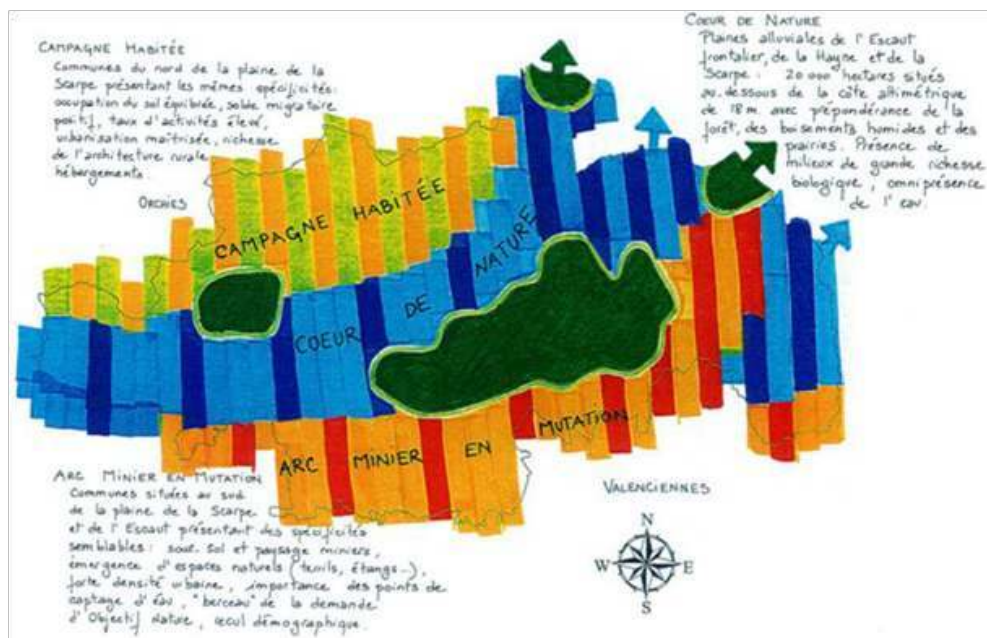 CAMPAGNE HABITÉE
Communes du nord de la plaine de la
Scarpe présentant les mêmes spécificités:
occupation du sol équilibrée, solde migratoire
positif, taux d'activités élevé,
urbanisation maîtrisée, richesse
de l'architecture rurale
hébergements
COEUR DE NATURE
Plaines alluviales de l'Escaut
frontalier, de la Hayne et de la
Scarpe : 20 000 hectares situés
au dessous de la côte altimétrique
de 18 m. avec prépondérance de la
forêt, des boisements humides et des
prairies. Présence de
milieux de grande richesse
biologique, omniprésence
de l'eau.
ORCHIES
CAMPAGNE HABITÉE
COEUR DE NATURE
ARC MINIER EN MUTATION
ARC MINIER EN MUTATION
Communes situées au sud
de la plaine de la Scarpe
et de l'Escaut présentant des spécificités
semblables : sous-sol et paysage miniers,
émergence d'espaces naturels (terrils, étangs...),
forte densité urbaine, importance des points de
captage d'eau, "berceau" de la demande
d'Objectif Nature, recul démographique.
VALENCIENNES
N
W E
S